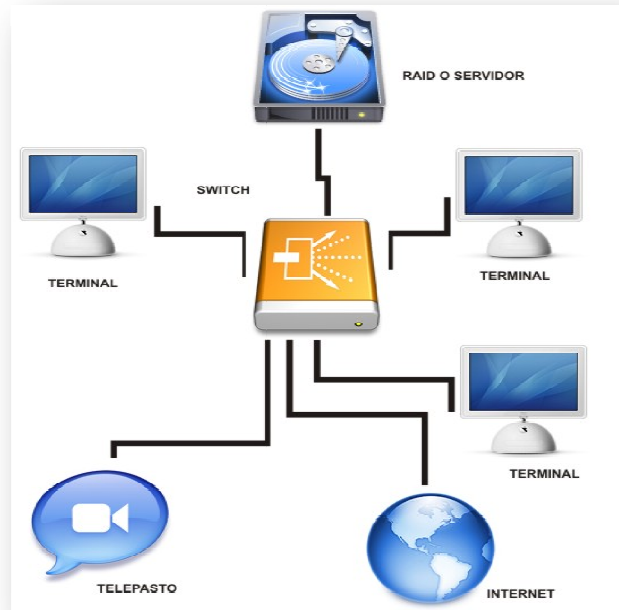 RAID O SERVIDOR
SWITCH
TERMINAL
TERMINAL
TERMINAL
TELEPASTO
INTERNET